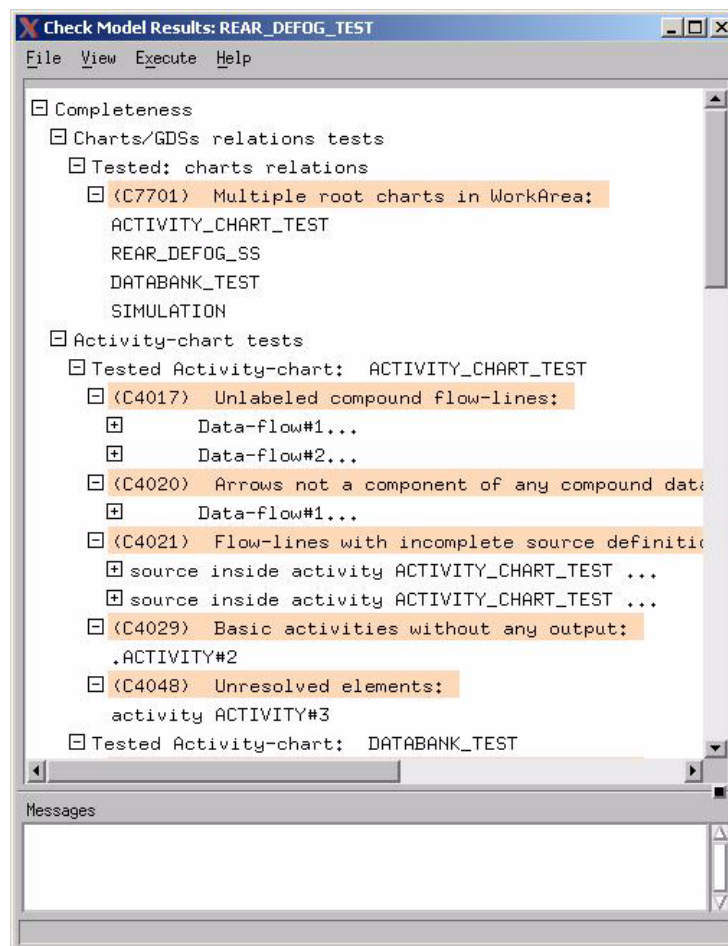 Check Model Results: REAR_DEFOG_TEST
File View Execute Help
Completeness
Charts/GDSs relations tests
Tested: charts relations
(C7701) Multiple root charts in WorkArea:
ACTIVITY_CHART_TEST
REAR_DEFOG_SS
DATABANK_TEST
SIMULATION
Activity-chart tests
Tested Activity-chart: ACTIVITY_CHART_TEST
(C4017) Unlabeled compound flow-lines:
Data-flow#1...
Data-flow#2...
(C4020) Arrows not a component of any compound data
Data-flow#1...
(C4021) Flow-lines with incomplete source definitio
source inside activity ACTIVITY_CHART_TEST ...
source inside activity ACTIVITY_CHART_TEST ...
(C4029) Basic activities without any output:
.ACTIVITY#2
(C4048) Unresolved elements:
activity ACTIVITY#3
Tested Activity-chart: DATABANK_TEST
Messages